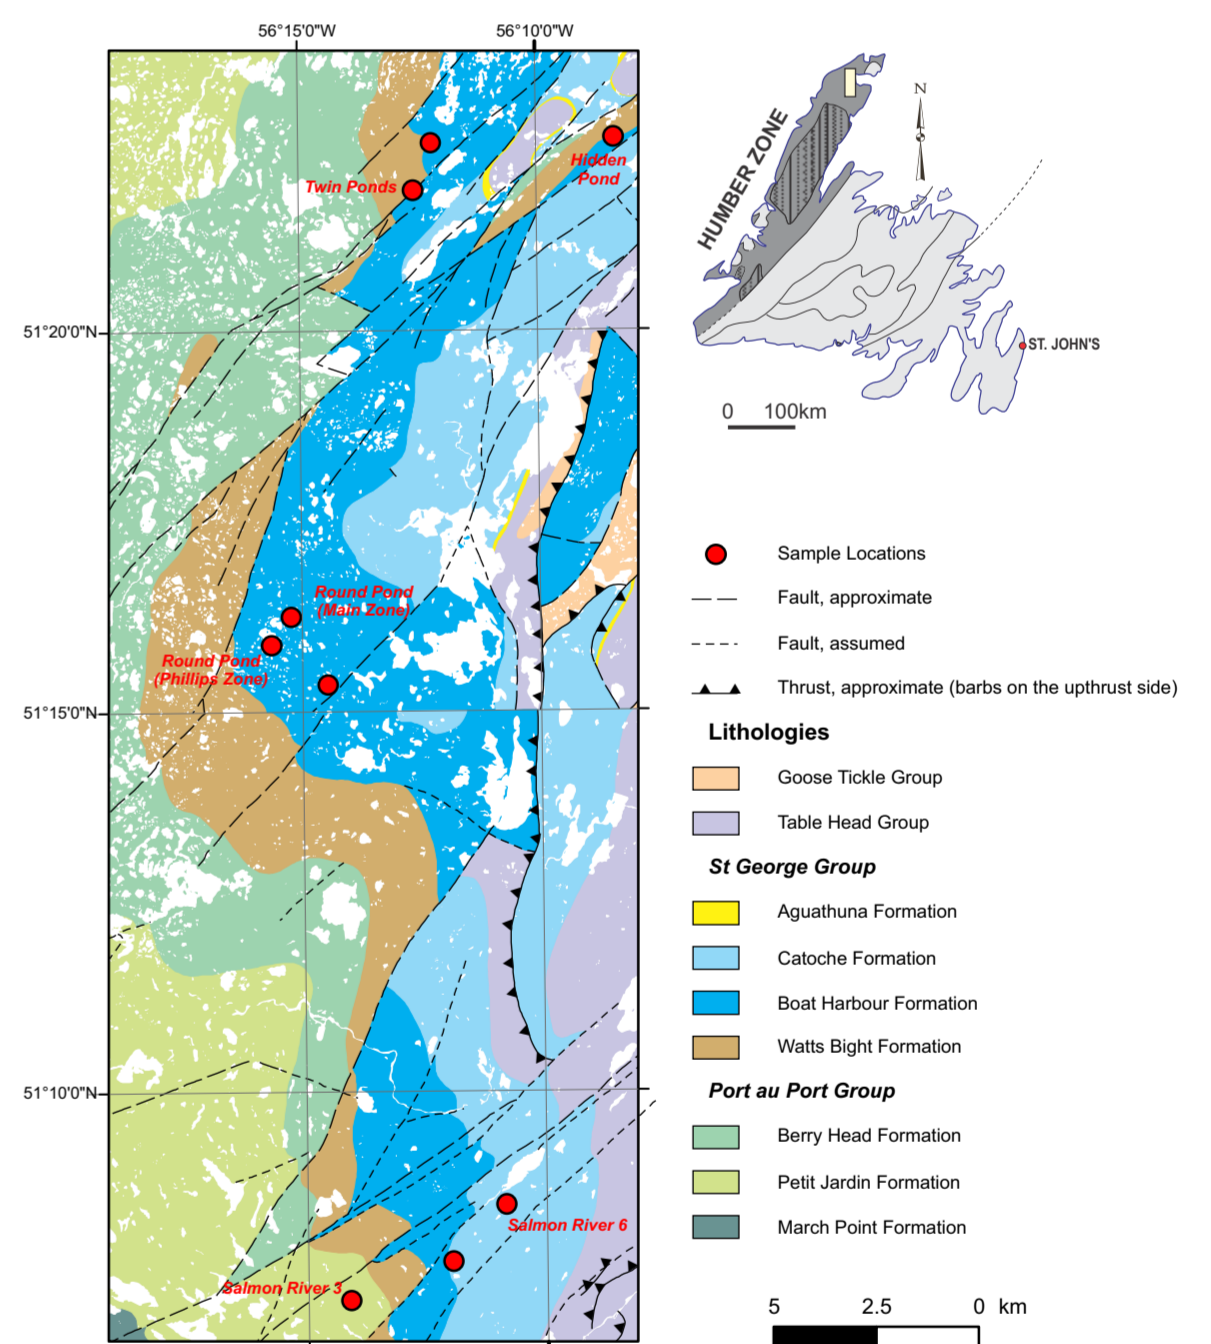 56°15'0"W
56°10'0"W
Twin Ponds
Hidden
Pond
51°20'0"N
Round Pond
(Main Zone)
Round Pond
(Phillips Zone)
51°15'0"N
51°10'0"N
Salmon River 6
Salmon River 3
HUMBER ZONE
N
ST. JOHN'S
0 100km
Sample Locations
Fault, approximate
Fault, assumed
Thrust, approximate (barbs on the upthrust side)
Lithologies
Goose Tickle Group
Table Head Group
St George Group
Aguathuna Formation
Catoche Formation
Boat Harbour Formation
Watts Bight Formation
Port au Port Group
Berry Head Formation
Petit Jardin Formation
March Point Formation
5 2.5 0 km